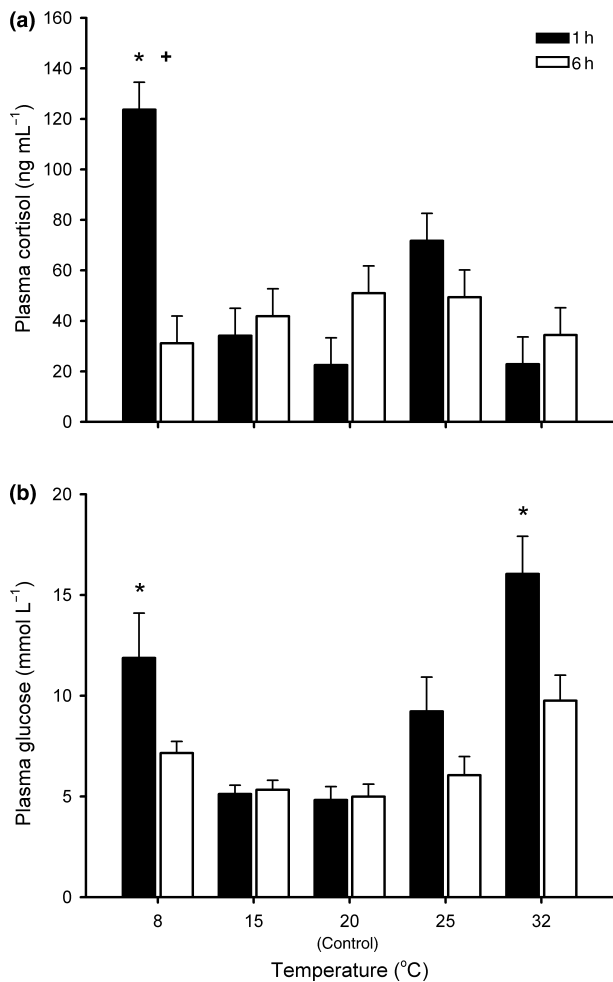 (a)
160
* +
1 h
6 h
140
120
100
80
60
40
20
0
Plasma cortisol (ng mL⁻¹)
(b)
20
*
*
15
10
5
0
Plasma glucose (mmol L⁻¹)
8 15 20 25 32
(Control)
Temperature (°C)